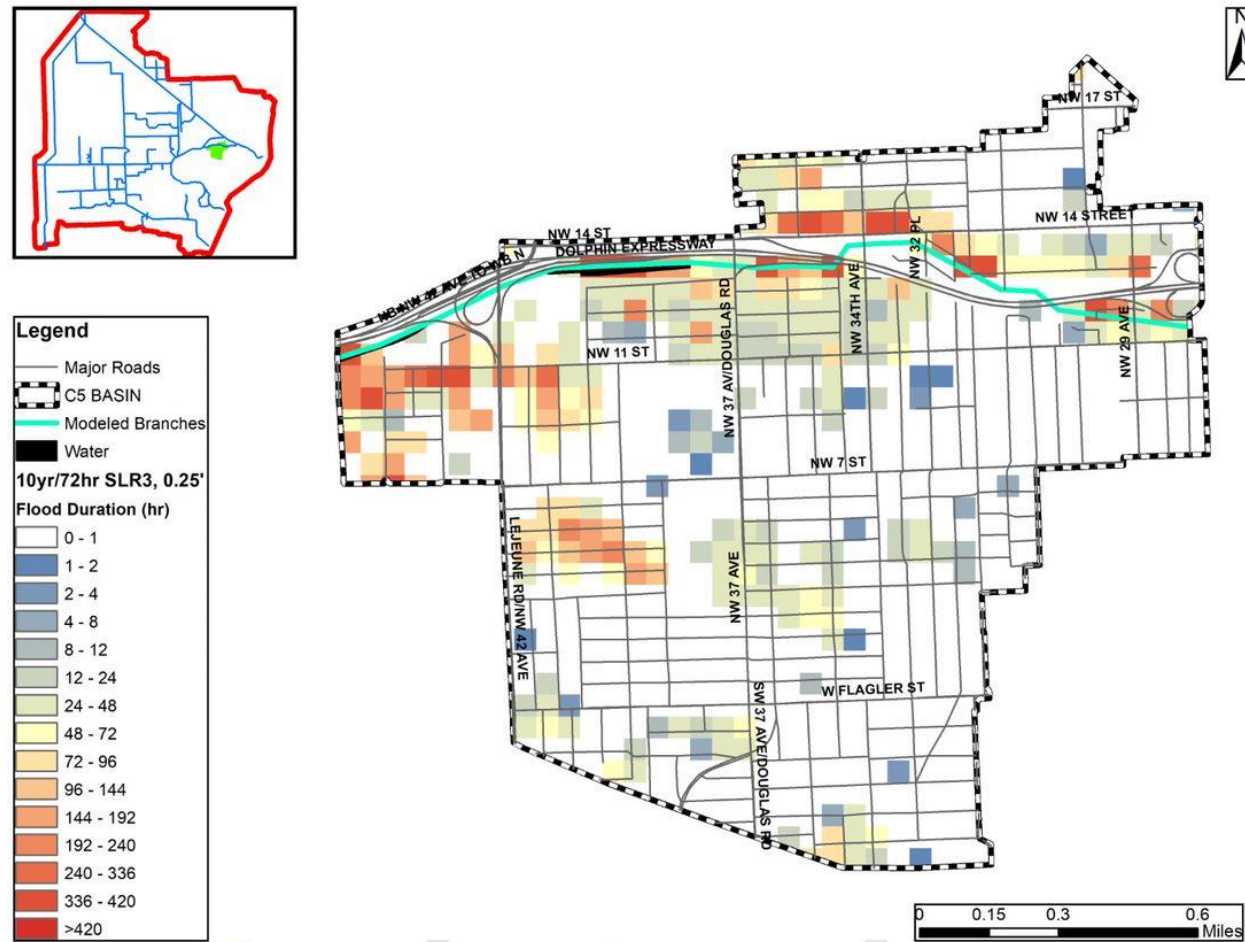 N
NW 17 ST
NW 14 STREET
NW 14 ST
DOLPHIN EXPRESSWAY
NW 32 PL
NW 34TH AVE
NW 37 AV/DOUGLAS RD
NW 29 AVE
NW 11 ST
NW 7 ST
LEJEUNE RD/NW 42 AVE
NW 37 AVE
W FLAGLER ST
SW 37 AVE/DOUGLAS RD
Legend
Major Roads
C5 BASIN
Modeled Branches
Water
10yr/72hr SLR3, 0.25'
Flood Duration (hr)
0 - 1
1 - 2
2 - 4
4 - 8
8 - 12
12 - 24
24 - 48
48 - 72
72 - 96
96 - 144
144 - 192
192 - 240
240 - 336
336 - 420
>420
0 0.15 0.3 0.6
Miles